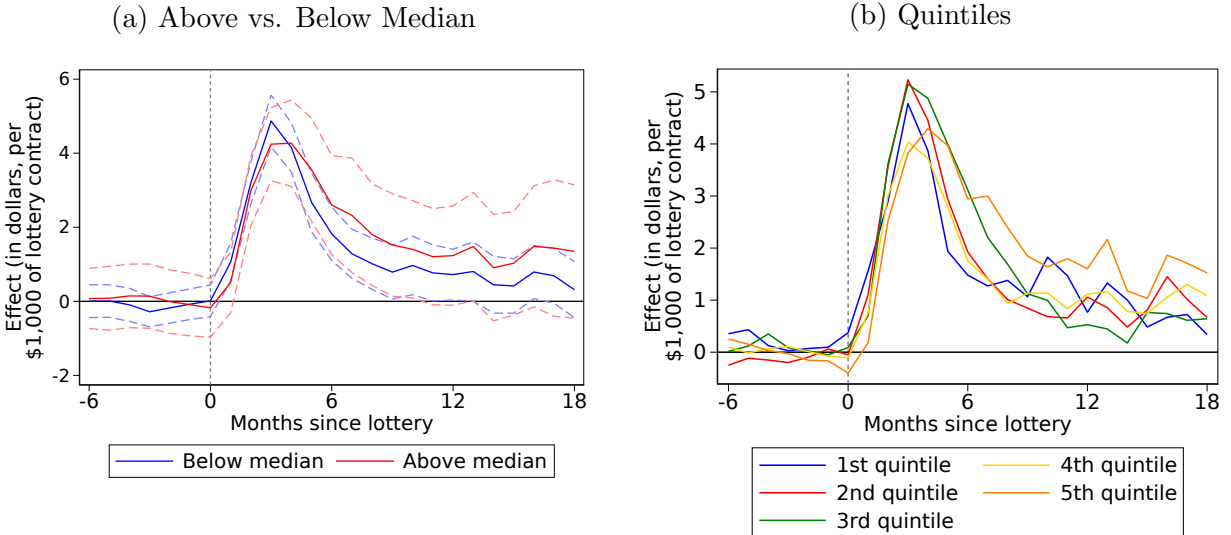 (a) Above vs. Below Median
Effect (in dollars, per
$1,000 of lottery contract)
6
4
2
0
-2
-6 0 6 12 18
Months since lottery
Below median Above median
(b) Quintiles
Effect (in dollars, per
$1,000 of lottery contract)
5
4
3
2
1
0
-6 0 6 12 18
Months since lottery
1st quintile 4th quintile
2nd quintile 5th quintile
3rd quintile